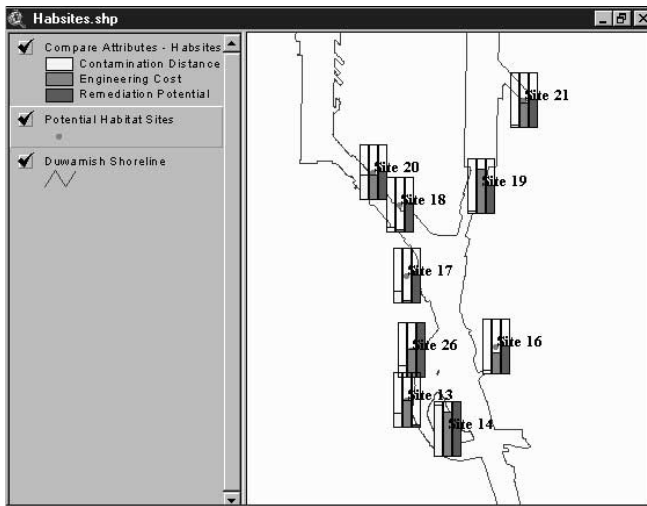 Habsites.shp
Compare Attributes - Habsites
Contamination Distance
Engineering Cost
Remediation Potential
Potential Habitat Sites
Duwamish Shoreline
Site 21
Site 20
Site 19
Site 18
Site 17
Site 26
Site 16
Site 13
Site 14